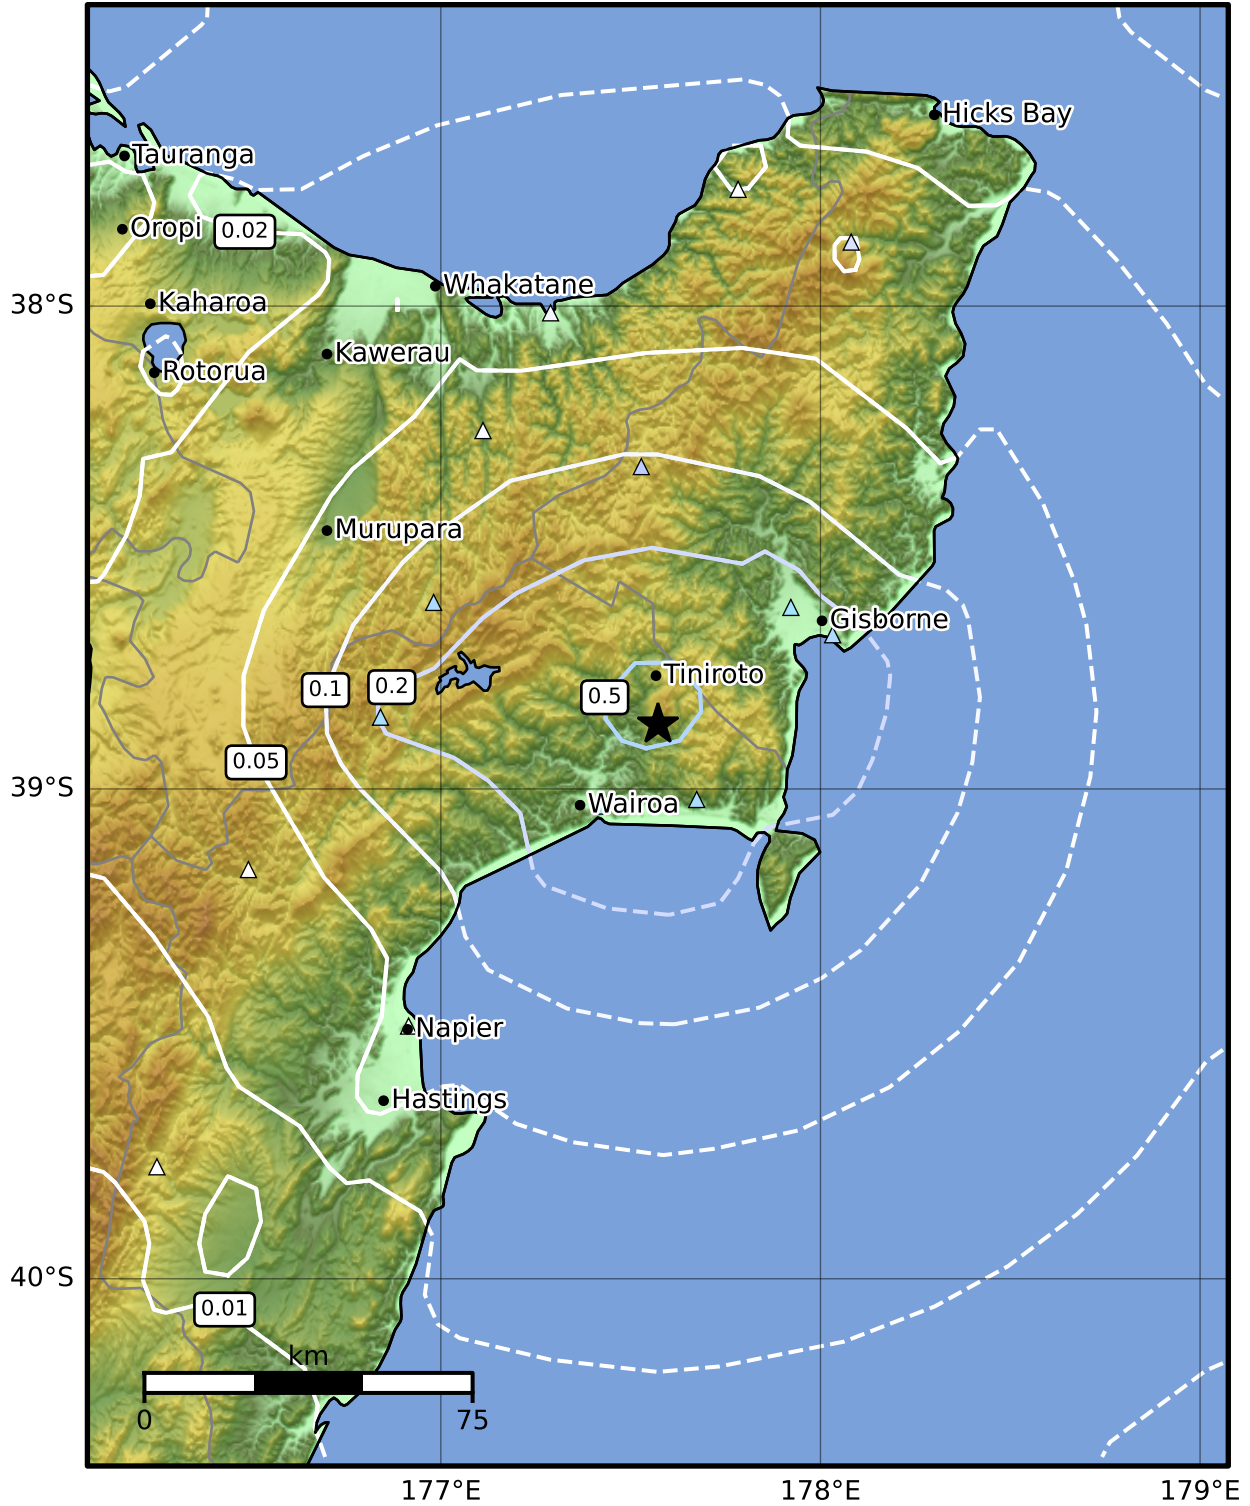 Hicks Bay
Tauranga
Oropi
0.02
Whakatane
Kaharoa
38°S
Kawerau
Rotorua
Murupara
Gisborne
Tiniroto
0.1
0.2
0.5
0.05
39°S
Wairoa
Napier
Hastings
40°S
0.01
km
0
75
177°E
178°E
179°E